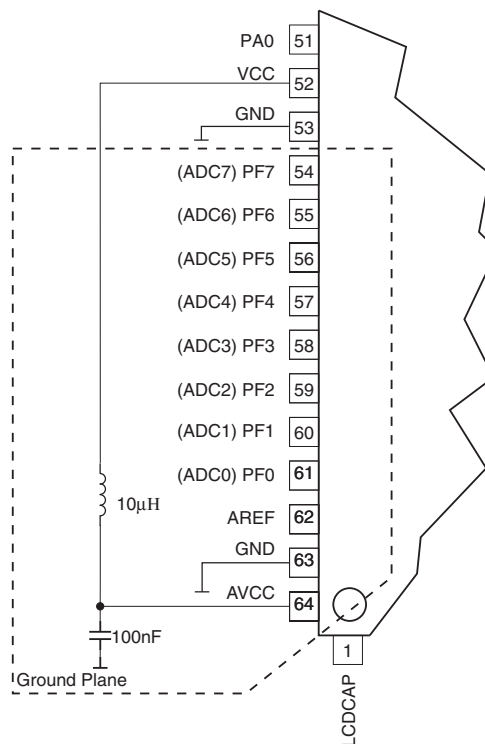 PA0 51
VCC 52
GND 53
(ADC7) PF7 54
(ADC6) PF6 55
(ADC5) PF5 56
(ADC4) PF4 57
(ADC3) PF3 58
(ADC2) PF2 59
(ADC1) PF1 60
(ADC0) PF0 61
10μH
AREF 62
GND 63
AVCC 64
100nF
1
Ground Plane
LCDCAP